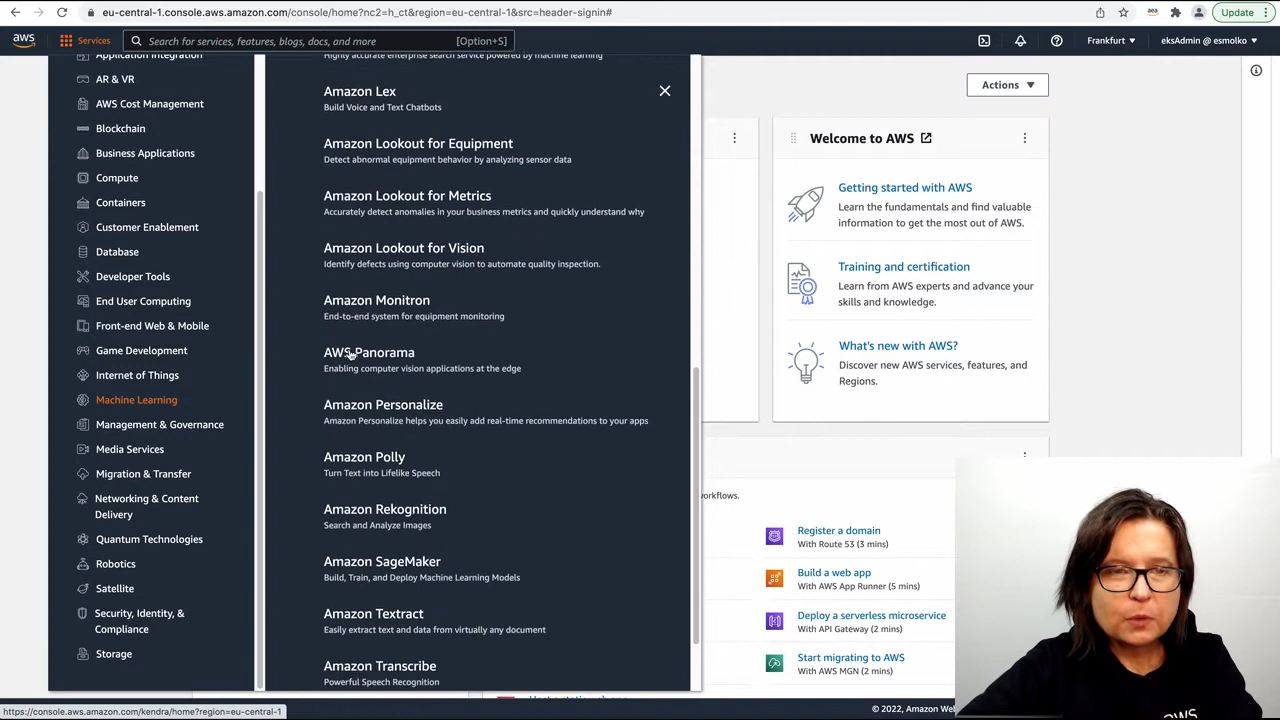 eu-central-1.console.aws.amazon.com/console/home?nc2=h_ct&region=eu-central-1&src=header-signin#
aea
Update
aws
Services
Search for services, features, blogs, docs, and more
[Option+S]
Frankfurt
eksAdmin @ esmolko
Application Integration
AR & VR
AWS Cost Management
Blockchain
Business Applications
Compute
Containers
Customer Enablement
Database
Developer Tools
End User Computing
Front-end Web & Mobile
Game Development
Internet of Things
Machine Learning
Management & Governance
Media Services
Migration & Transfer
Networking & Content
Delivery
Quantum Technologies
Robotics
Satellite
Security, Identity, &
Compliance
Storage
Highly accurate enterprise search service powered by machine learning
Amazon Lex
Build Voice and Text Chatbots
Amazon Lookout for Equipment
Detect abnormal equipment behavior by analyzing sensor data
Amazon Lookout for Metrics
Accurately detect anomalies in your business metrics and quickly understand why
Amazon Lookout for Vision
Identify defects using computer vision to automate quality inspection.
Amazon Monitron
End-to-end system for equipment monitoring
AWS Panorama
Enabling computer vision applications at the edge
Amazon Personalize
Amazon Personalize helps you easily add real-time recommendations to your apps
Amazon Polly
Turn Text into Lifelike Speech
Amazon Rekognition
Search and Analyze Images
Amazon SageMaker
Build, Train, and Deploy Machine Learning Models
Amazon Textract
Easily extract text and data from virtually any document
Amazon Transcribe
Powerful Speech Recognition
Actions
Welcome to AWS
Getting started with AWS
Learn the fundamentals and find valuable
information to get the most out of AWS.
Training and certification
Learn from AWS experts and advance your
skills and knowledge.
What's new with AWS?
Discover new AWS services, features, and
Regions.
workflows.
Register a domain
With Route 53 (3 mins)
Build a web app
With AWS App Runner (5 mins)
Deploy a serverless microservice
With API Gateway (2 mins)
Start migrating to AWS
With AWS MGN (2 mins)
https://console.aws.amazon.com/kendra/home?region=eu-central-1
© 2022, Amazon Web
aws